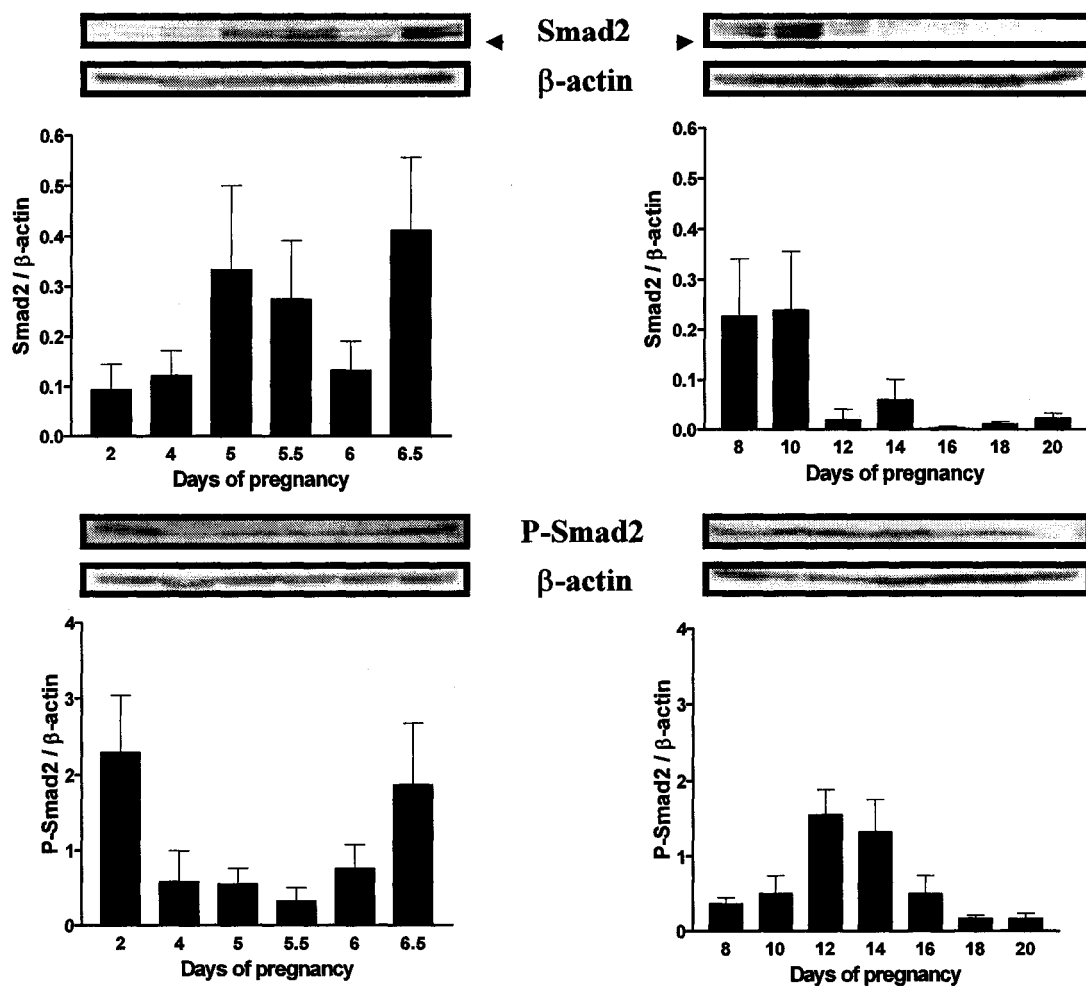 Smad2
β-actin
0.6
0.5
0.4
0.3
0.2
0.1
0.0
Smad2 / β-actin
2 4 5 5.5 6 6.5
Days of pregnancy
0.6
0.5
0.4
0.3
0.2
0.1
0.0
Smad2 / β-actin
8 10 12 14 16 18 20
Days of pregnancy
P-Smad2
β-actin
4
3
2
1
0
P-Smad2 / β-actin
2 4 5 5.5 6 6.5
Days of pregnancy
4
3
2
1
0
P-Smad2 / β-actin
8 10 12 14 16 18 20
Days of pregnancy